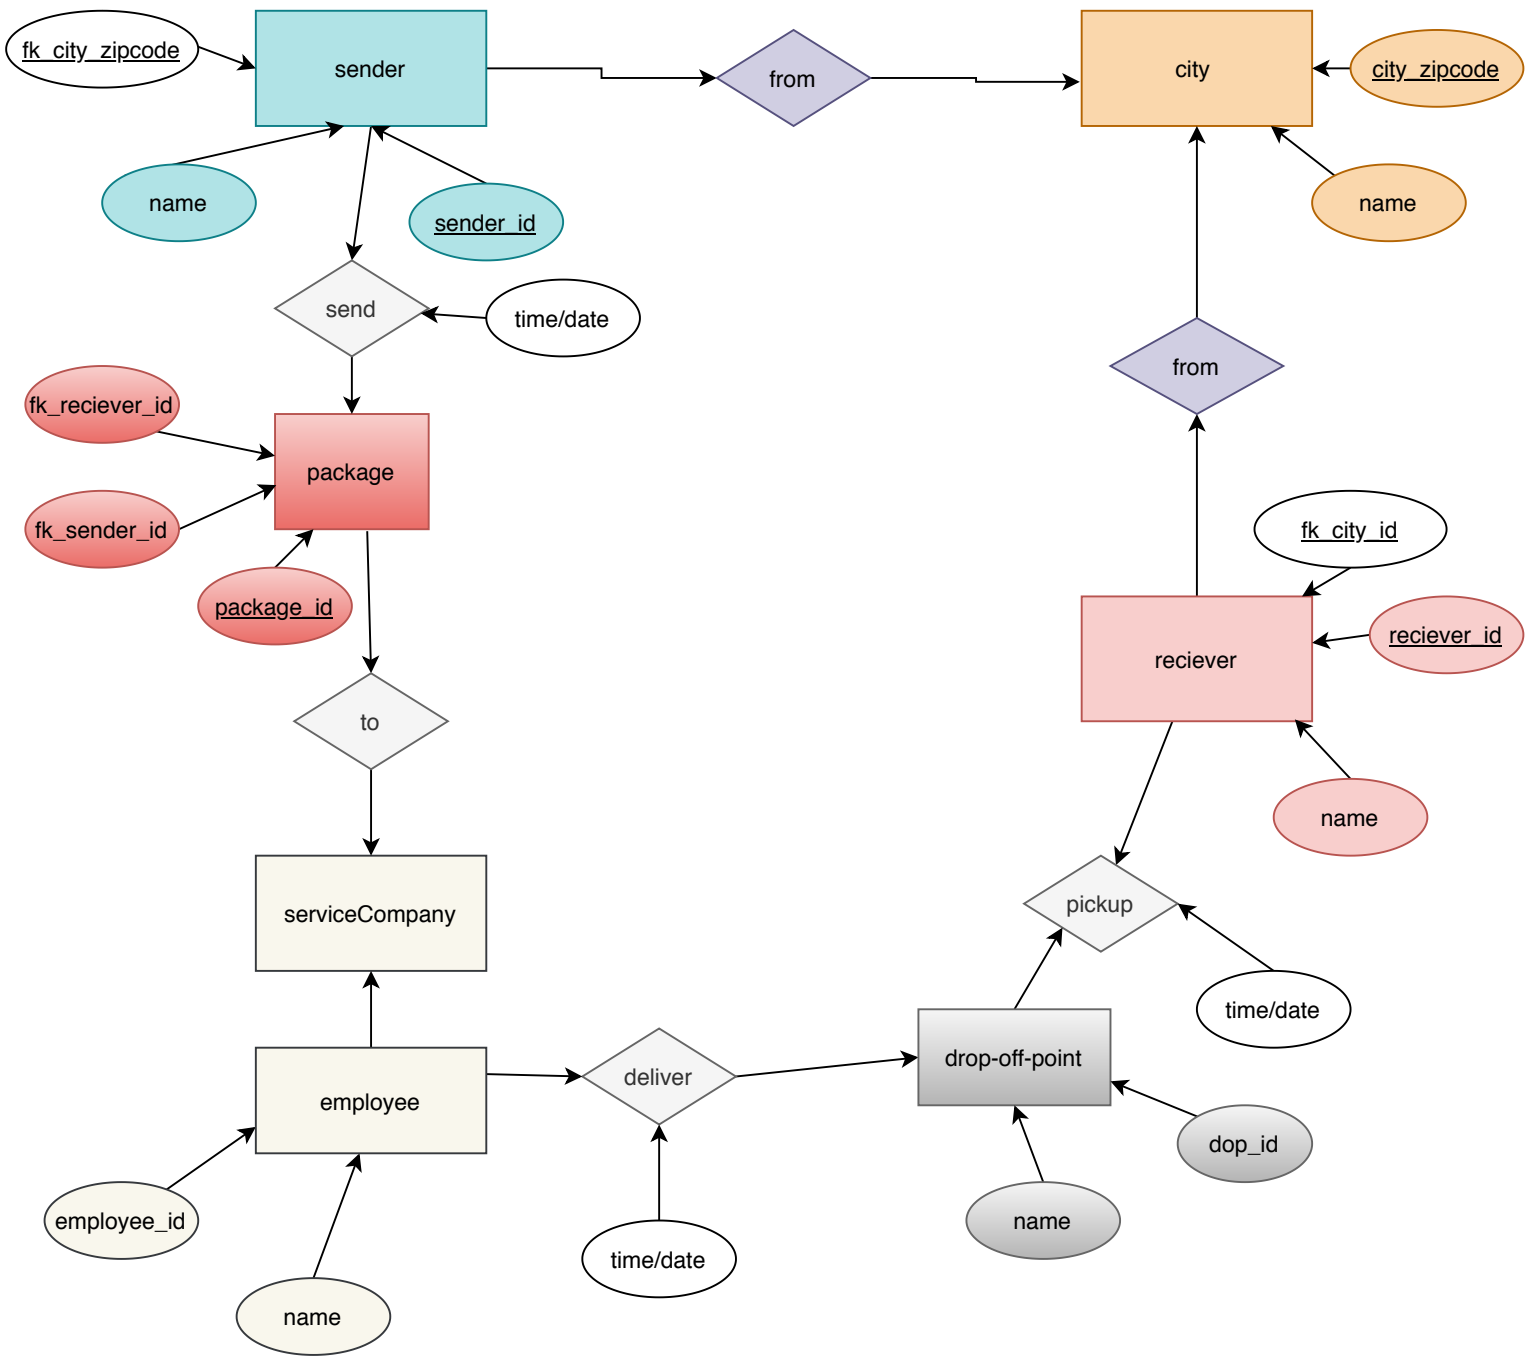 fk_city_zipcode
sender
from
city
city_zipcode
name
sender_id
name
send
time/date
fk_reciever_id
package
from
fk_sender_id
fk_city_id
package_id
reciever
reciever_id
to
name
serviceCompany
pickup
time/date
employee
deliver
drop-off-point
dop_id
employee_id
name
time/date
name